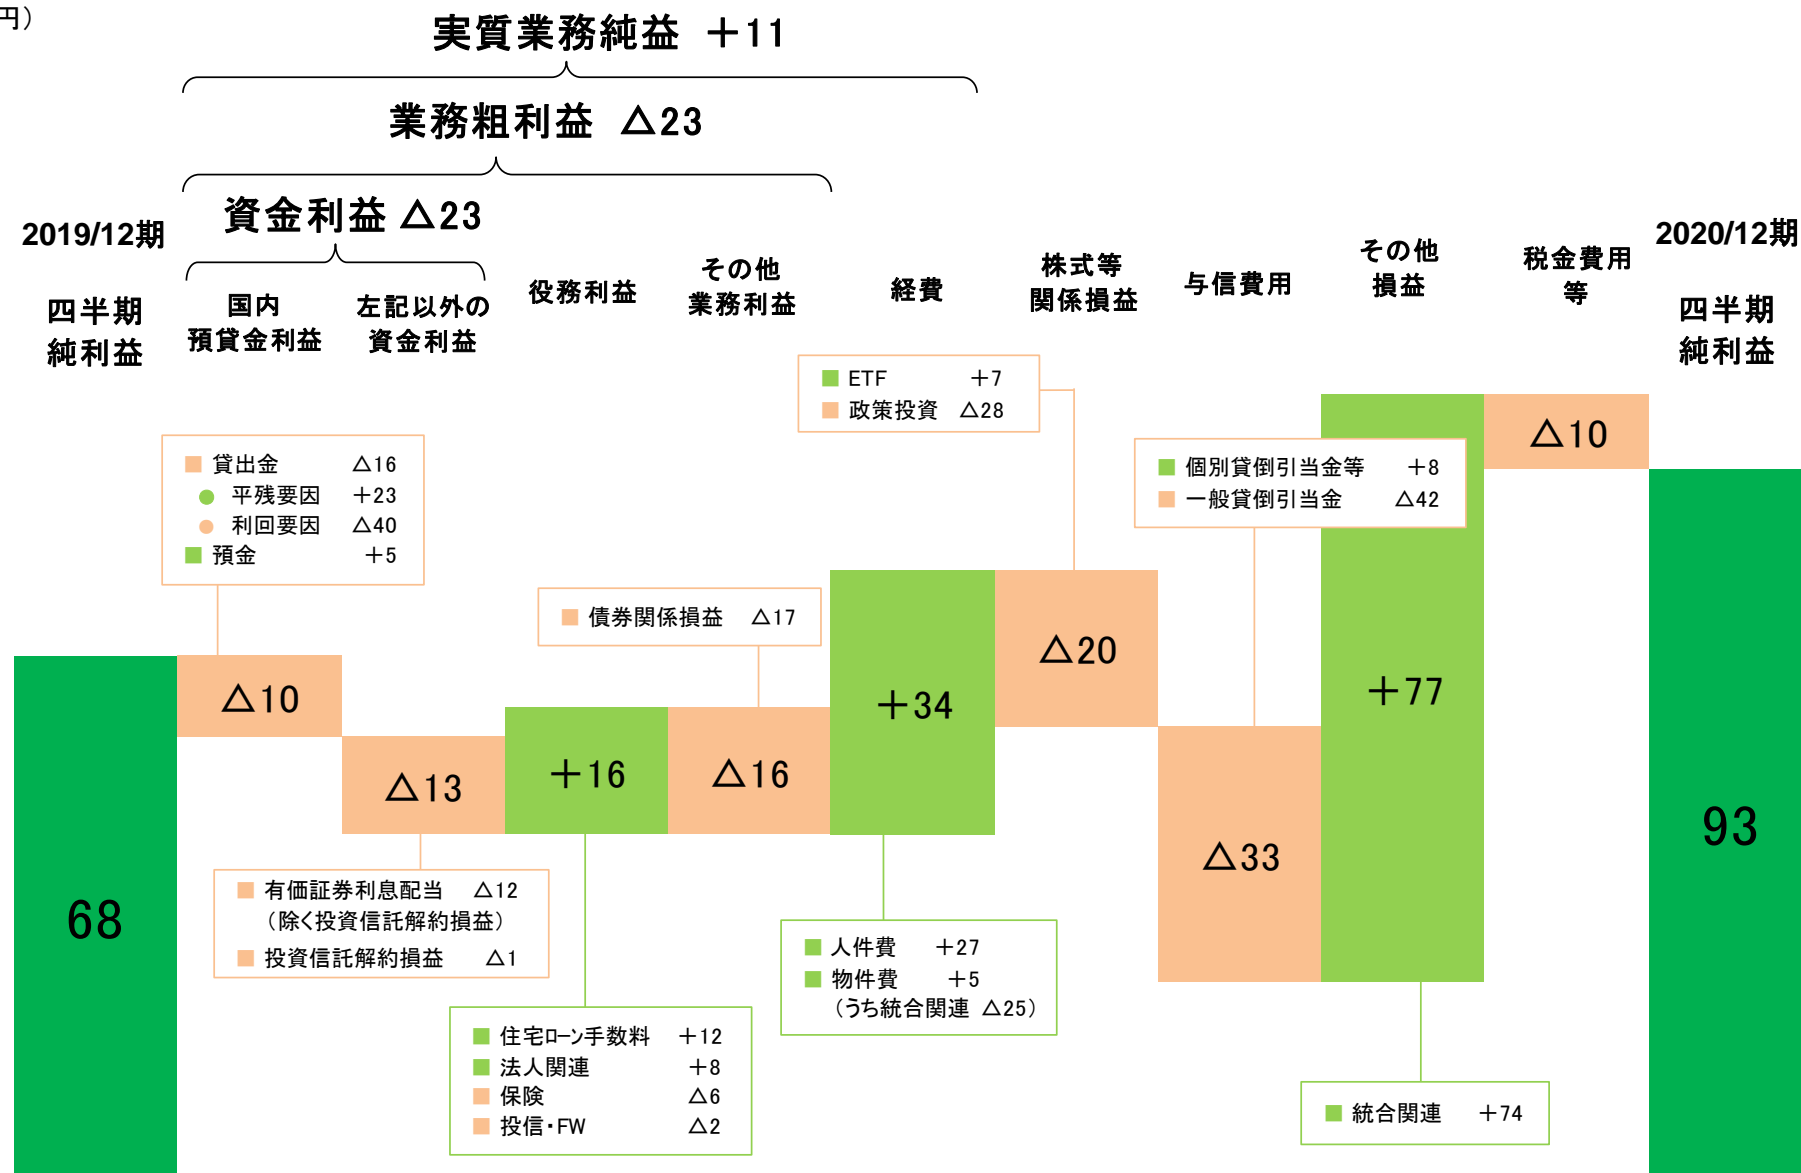 円）
実質業務純益 ＋11
業務粗利益 △23
資金利益 △23
2019/12期
四半期
純利益
国内
預貸金利益
左記以外の
資金利益
役務利益
その他
業務利益
経費
株式等
関係損益
与信費用
その他
損益
税金費用
等
2020/12期
四半期
純利益
■ ETF ＋7
■ 政策投資 △28
■ 貸出金 △16
● 平残要因 ＋23
● 利回要因 △40
■ 預金 ＋5
■ 個別貸倒引当金等 ＋8
■ 一般貸倒引当金 △42
■ 債券関係損益 △17
68
△10
△13
＋16
△16
＋34
△20
△33
＋77
△10
93
■ 有価証券利息配当 △12
（除く投資信託解約損益）
■ 投資信託解約損益 △1
■ 人件費 ＋27
■ 物件費 ＋5
（うち統合関連 △25）
■ 住宅ローン手数料 ＋12
■ 法人関連 ＋8
■ 保険 △6
■ 投信・FW △2
■ 統合関連 ＋74